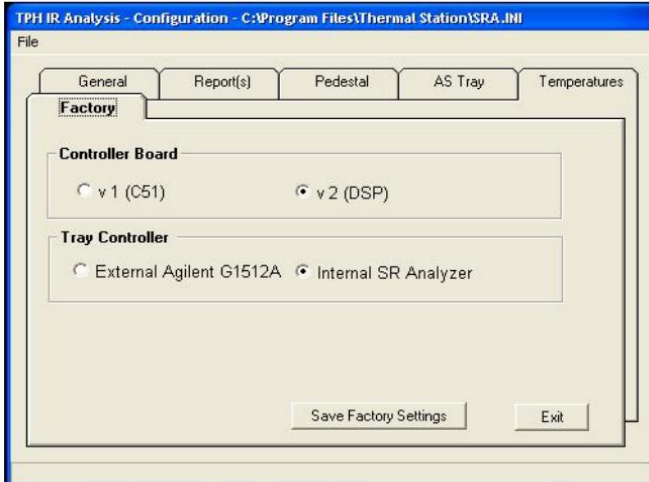 TPH IR Analysis - Configuration - C:\Program Files\Thermal Station\SRA.INI
File
General Report(s) Pedestal AS Tray Temperatures
Factory
Controller Board
v 1 (C51) v 2 (DSP)
Tray Controller
External Agilent G1512A Internal SR Analyzer
Save Factory Settings Exit